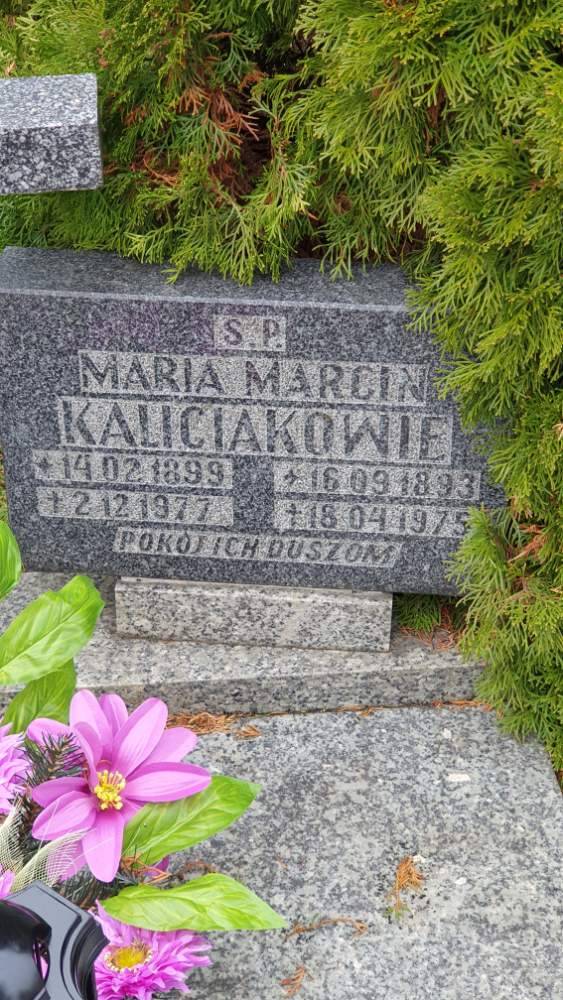 Ś.P.
MARIA MARCIN
KALICIAKOWIE
*14.02.1899 *16.09.1893
†2.12.1977 †18.04.1975
POKÓJ ICH DUSZOM